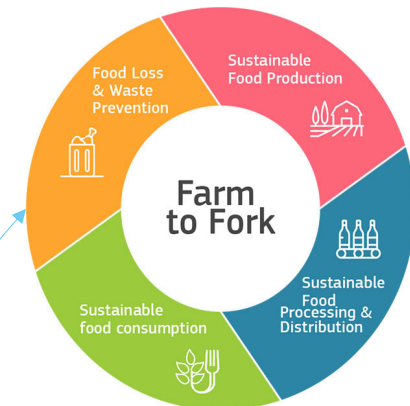 Food Loss
& Waste
Prevention
Sustainable
Food Production
Farm
to Fork
Sustainable
Food
Processing &
Distribution
Sustainable
food consumption